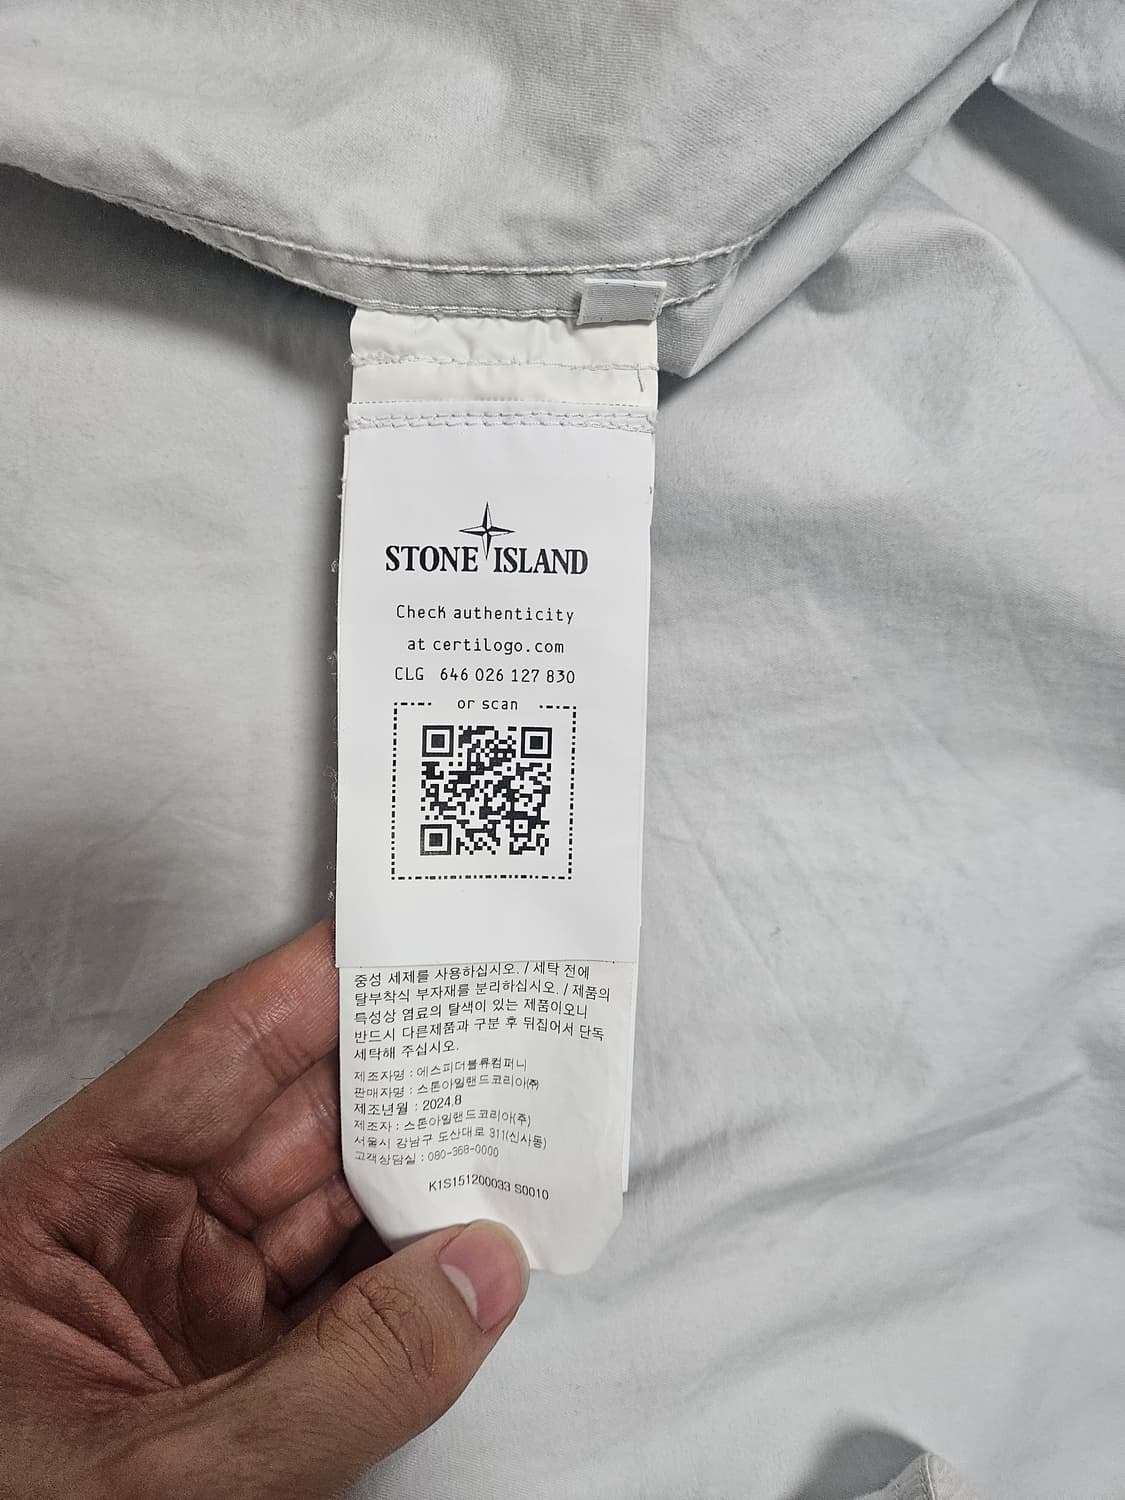 STONE ISLAND
Check authenticity
at certilogo.com
CLG 646 026 127 830
or scan
중성 세제를 사용하십시오. / 세탁 전에
탈부착식 부자재를 분리하십시오. / 제품의
특성상 염료의 탈색이 있는 제품이오니
반드시 다른제품과 구분 후 뒤집어서 단독
세탁해 주십시오.
제조자명 : 에스피더블류컴퍼니
판매자명 : 스톤아일랜드코리아㈜
제조년월 : 2024.8
제조자 : 스톤아일랜드코리아(주)
서울시 강남구 도산대로 311(신사동)
고객상담실 : 080-368-0000
K1S151200033 S0010